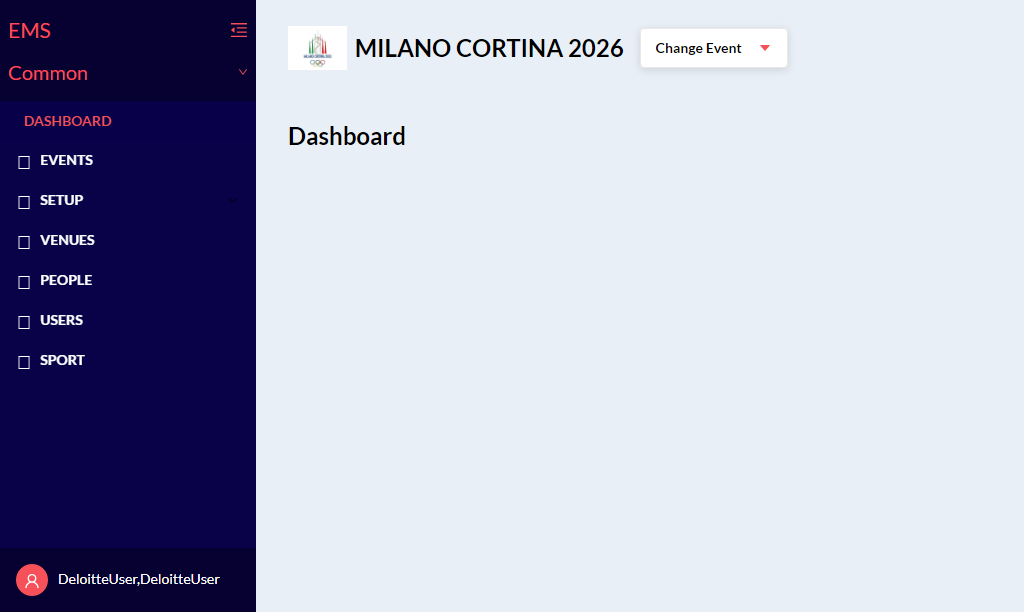 EMS
Common
DASHBOARD
EVENTS
SETUP
VENUES
PEOPLE
USERS
SPORT
DeloitteUser,DeloitteUser
MILANO CORTINA 2026
Change Event
Dashboard